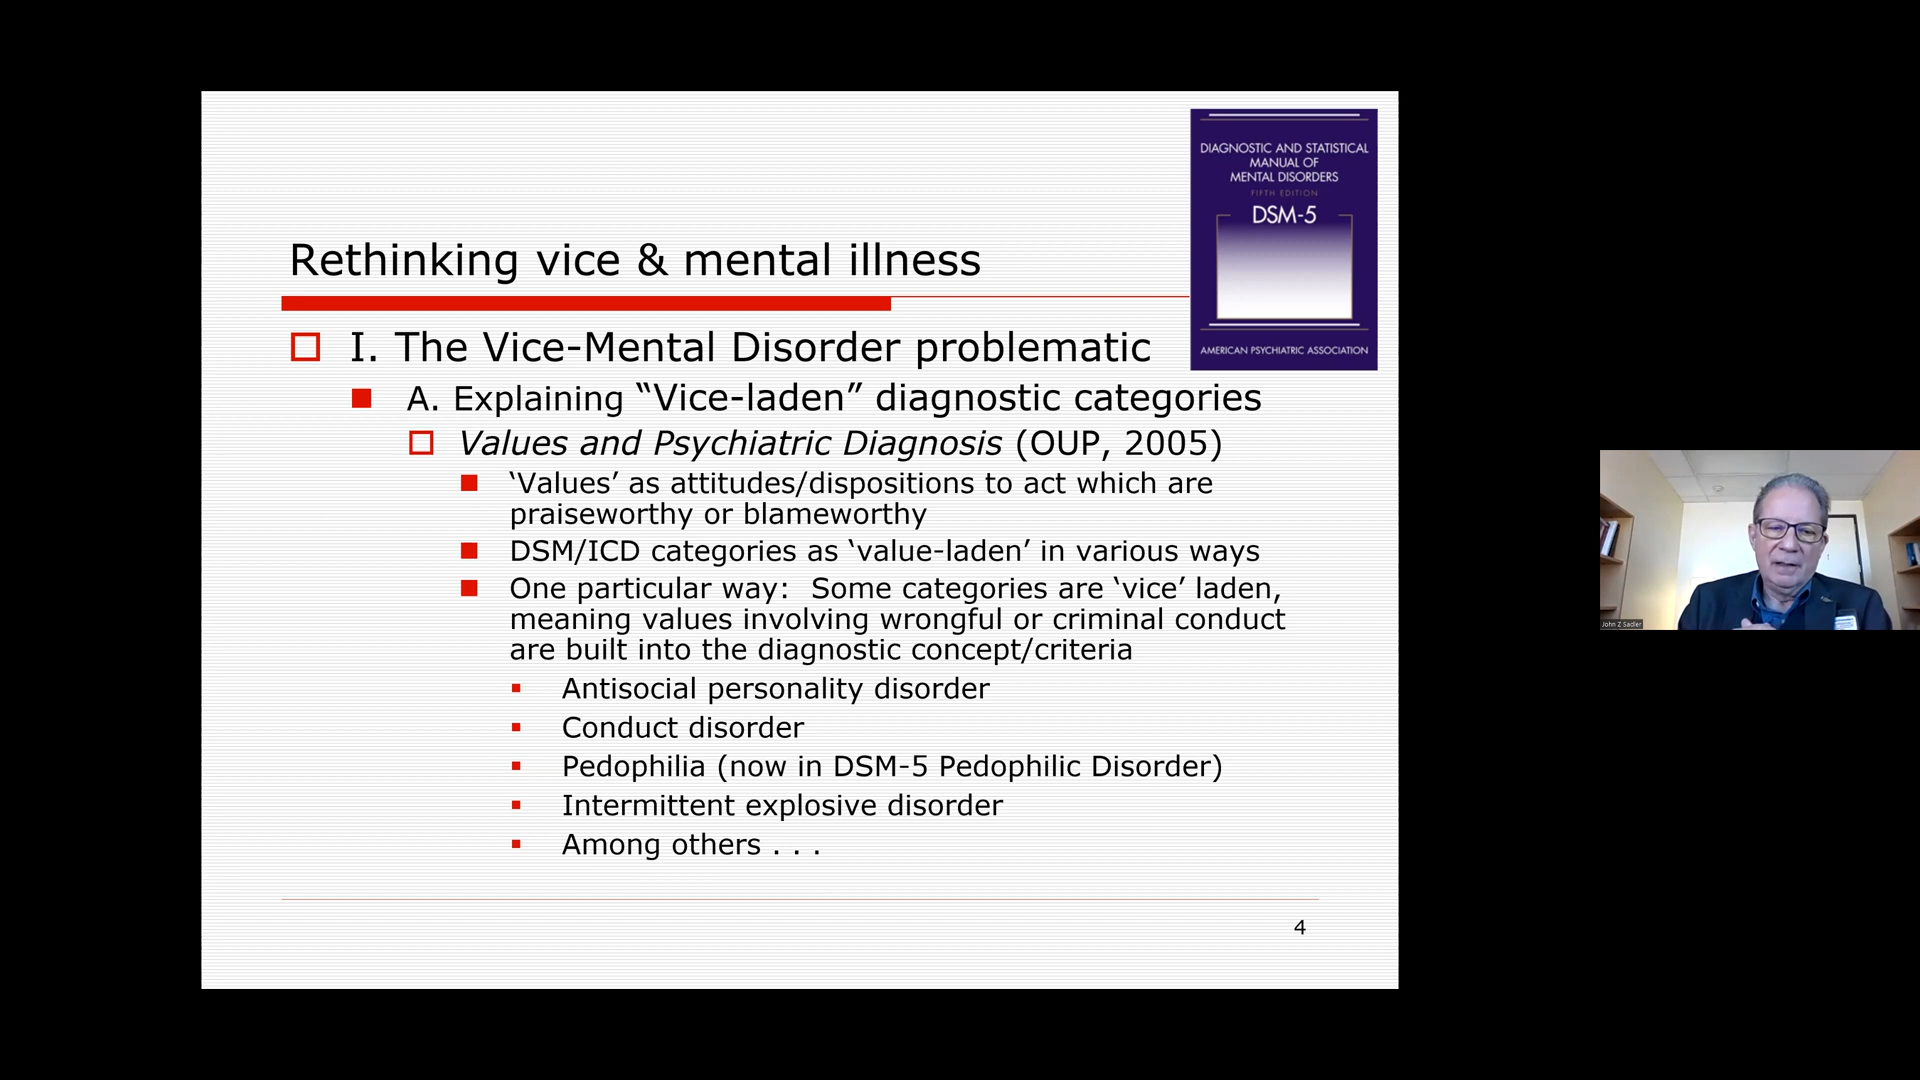 DIAGNOSTIC AND STATISTICAL
MANUAL OF
MENTAL DISORDERS
FIFTH EDITION
DSM-5
AMERICAN PSYCHIATRIC ASSOCIATION
Rethinking vice & mental illness
I. The Vice-Mental Disorder problematic
A. Explaining “Vice-laden” diagnostic categories
Values and Psychiatric Diagnosis (OUP, 2005)
‘Values’ as attitudes/dispositions to act which are
praiseworthy or blameworthy
DSM/ICD categories as ‘value-laden’ in various ways
One particular way:  Some categories are ‘vice’ laden,
meaning values involving wrongful or criminal conduct
are built into the diagnostic concept/criteria
Antisocial personality disorder
Conduct disorder
Pedophilia (now in DSM-5 Pedophilic Disorder)
Intermittent explosive disorder
Among others . . .
4
John Z Sadler